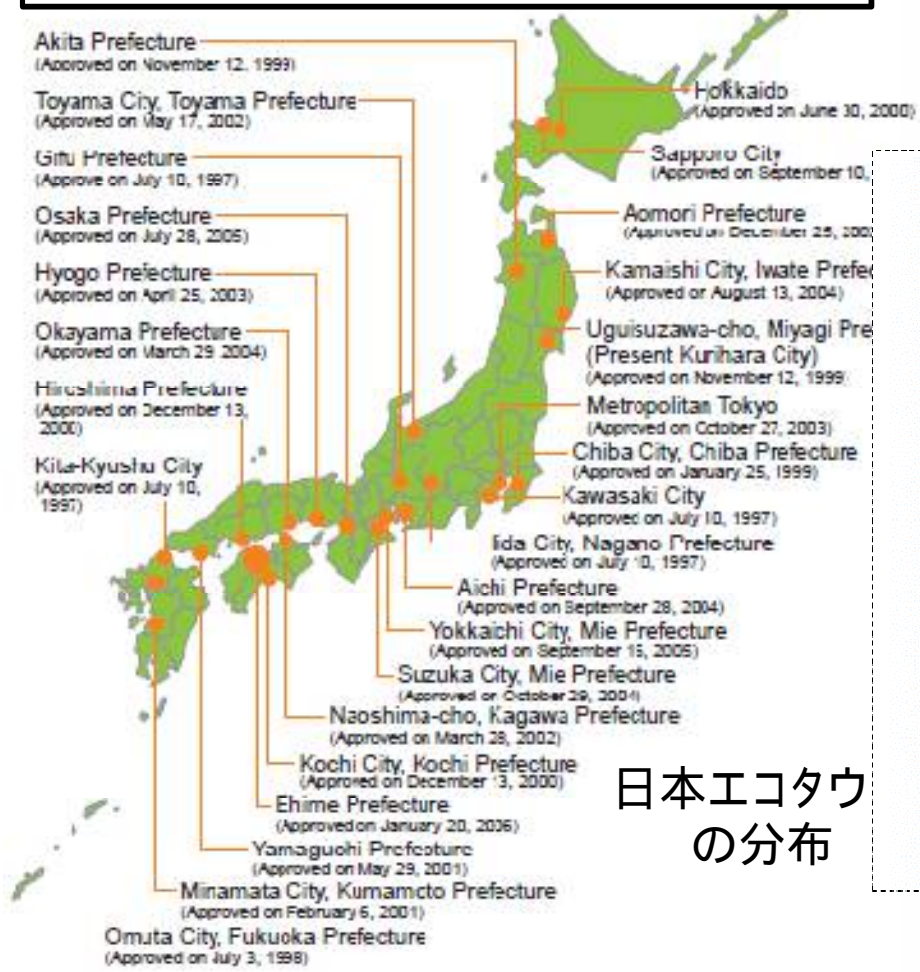 Akita Prefecture
(Approved on November 12, 1999)
Toyama City, Toyama Prefecture
(Approved on May 17, 2002)
Gifu Prefecture
(Approve on July 10, 1997)
Osaka Prefecture
(Approved on July 28, 2005)
Hyogo Prefecture
(Approved on April 25, 2003)
Okayama Prefecture
(Approved on March 29 2004)
Hiroshima Prefecture
(Approved on December 13,
2000)
Kita-Kyushu City
(Approved on July 10,
1997)
Hokkaido
(Approved on June 30, 2000)
Sapporo City
(Approved on September 10,
Aomori Prefecture
(Approved on December 25, 200
Kamaishi City, Iwate Prefec
(Approved on August 13, 2004)
Uguisuzawa-cho, Miyagi Pre
(Present Kurihara City)
(Approved on November 12, 1999
Metropolitan Tokyo
(Approved on October 27, 2003)
Chiba City, Chiba Prefecture
(Approved on January 25, 1999)
Kawasaki City
(Approved on July 10, 1997)
Iida City, Nagano Prefecture
(Approved on July 10, 1997)
Aichi Prefecture
(Approved on September 28, 2004)
Yokkaichi City, Mie Prefecture
(Approved on September 16, 2005)
Suzuka City, Mie Prefecture
(Approved on October 29, 2004)
Naoshima-cho, Kagawa Prefecture
(Approved on March 28, 2002)
Kochi City, Kochi Prefecture
(Approved on December 13, 2000)
Ehime Prefecture
(Approved on January 20, 2006)
Yamaguchi Prefecture
(Approved on May 29, 2001)
Minamata City, Kumamoto Prefecture
(Approved on February 6, 2001)
Omuta City, Fukuoka Prefecture
(Approved on July 3, 1998)
日本エコタウ
の分布